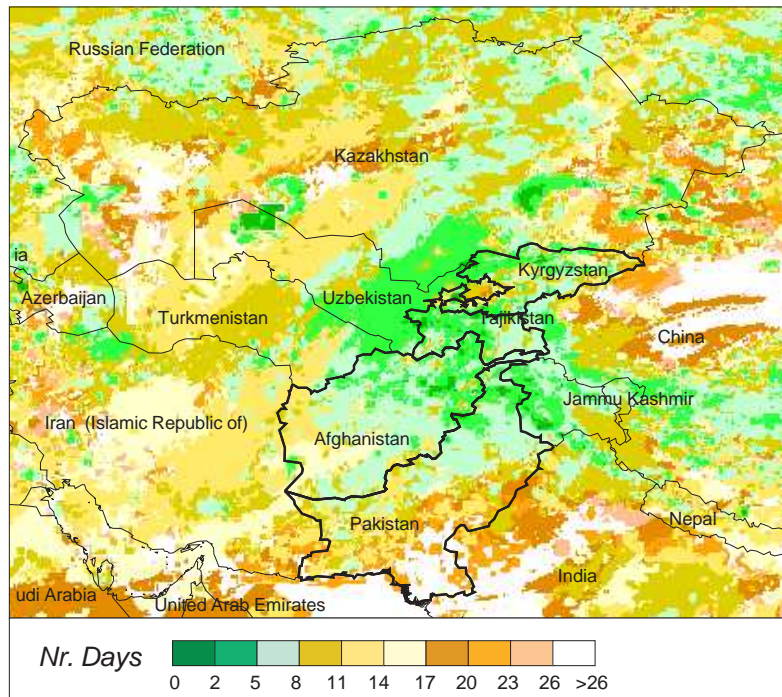 Russian Federation
Kazakhstan
ia
Kyrgyzstan
Azerbaijan
Uzbekistan
Turkmenistan
Tajikistan
China
Jammu Kashmir
Iran (Islamic Republic of)
Afghanistan
Pakistan
Nepal
India
udi Arabia
United Arab Emirates
Nr. Days
0 2 5 8 11 14 17 20 23 26 >26